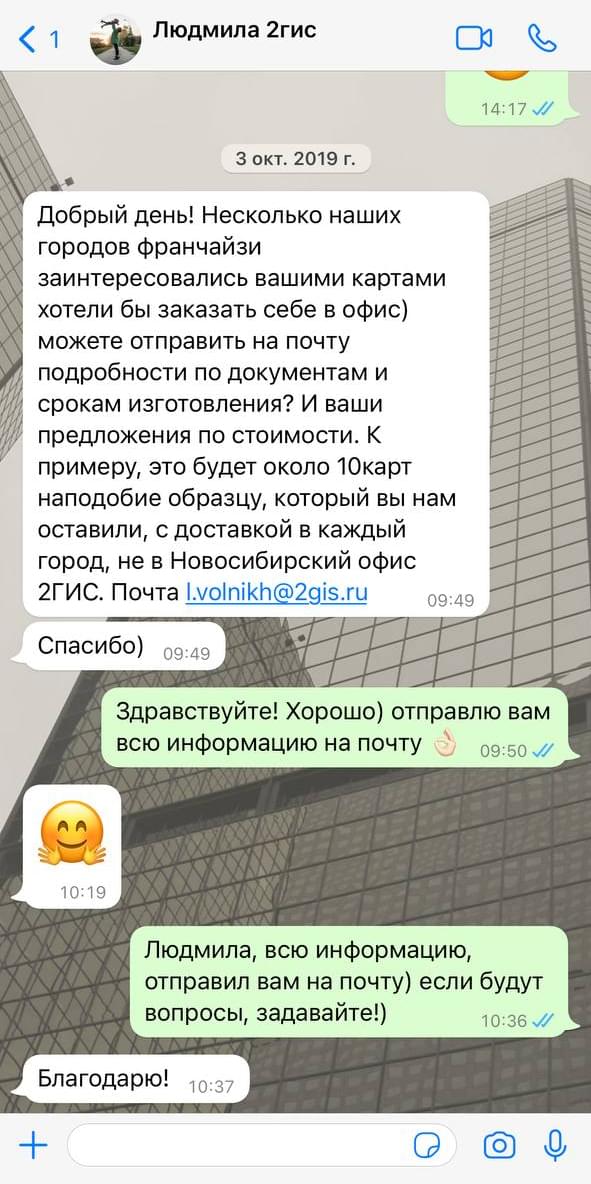 1
Людмила 2гис
14:17
3 окт. 2019 г.
Добрый день! Несколько наших
городов франчайзи
заинтересовались вашими картами
хотели бы заказать себе в офис)
можете отправить на почту
подробности по документам и
срокам изготовления? И ваши
предложения по стоимости. К
примеру, это будет около 10карт
наподобие образцу, который вы нам
оставили, с доставкой в каждый
город, не в Новосибирский офис
2ГИС. Почта l.volnikh@2gis.ru 09:49
Спасибо) 09:49
Здравствуйте! Хорошо) отправлю вам
всю информацию на почту 👌🏻 09:50
🤗
10:19
Людмила, всю информацию,
отправил вам на почту) если будут
вопросы, задавайте!) 10:36
Благодарю! 10:37